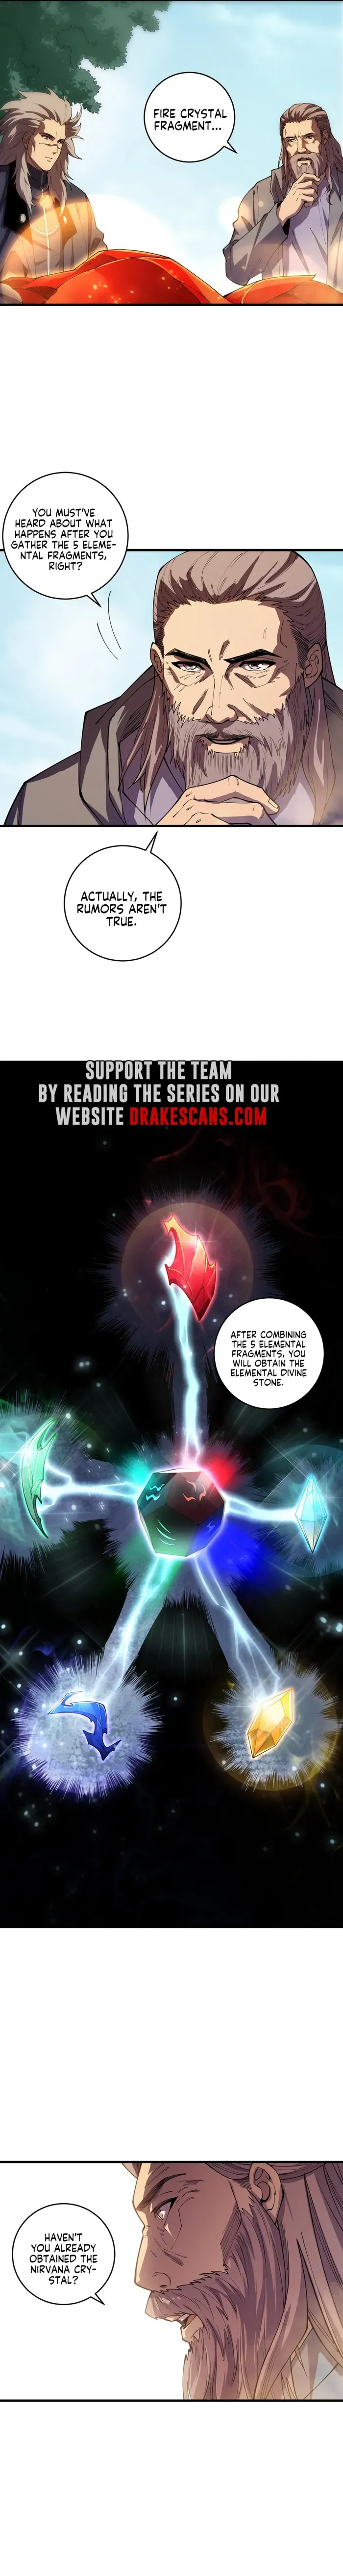 FIRE CRYSTAL
FRAGMENT...
YOU MUST'VE
HEARD ABOUT WHAT
HAPPENS AFTER YOU
GATHER THE 5 ELEME-
NTAL FRAGMENTS,
RIGHT?
ACTUALLY, THE
RUMORS AREN'T
TRUE.
SUPPORT THE TEAM
BY READING THE SERIES ON OUR
WEBSITE DRAKESCANS.COM
AFTER COMBINING
THE 5 ELEMENTAL
FRAGMENTS, YOU
WILL OBTAIN THE
ELEMENTAL DIVINE
STONE.
HAVEN'T
YOU ALREADY
OBTAINED THE
NIRVANA CRY-
STAL?